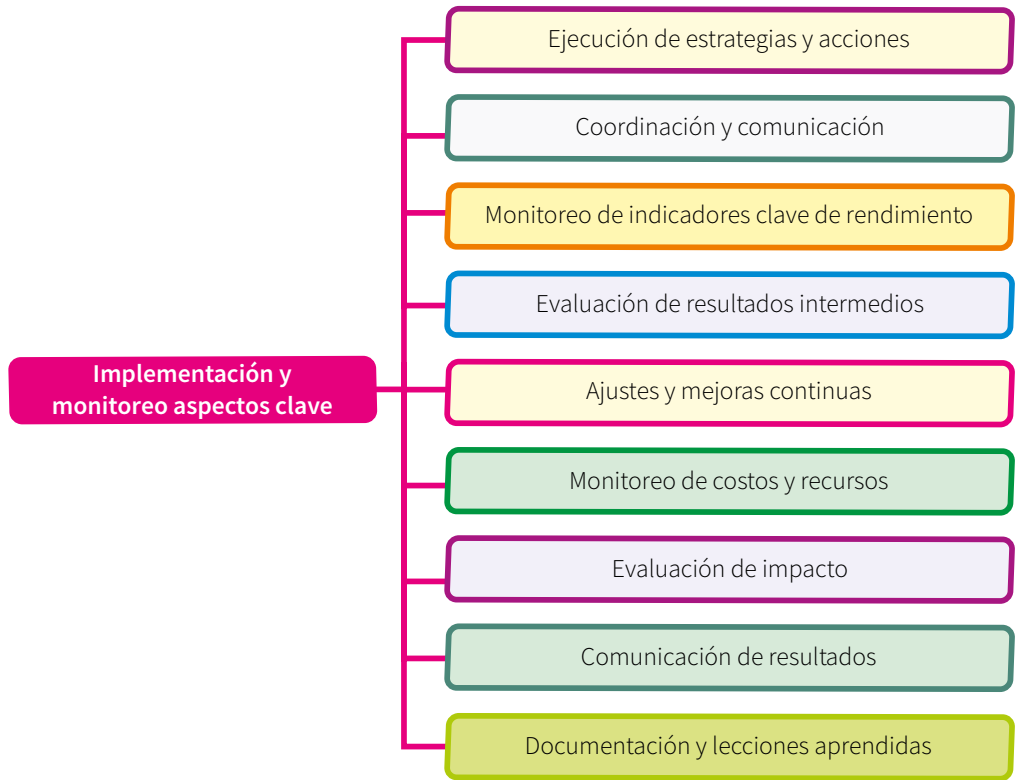 Ejecución de estrategias y acciones
Coordinación y comunicación
Monitoreo de indicadores clave de rendimiento
Evaluación de resultados intermedios
Implementación y
monitoreo aspectos clave
Ajustes y mejoras continuas
Monitoreo de costos y recursos
Evaluación de impacto
Comunicación de resultados
Documentación y lecciones aprendidas